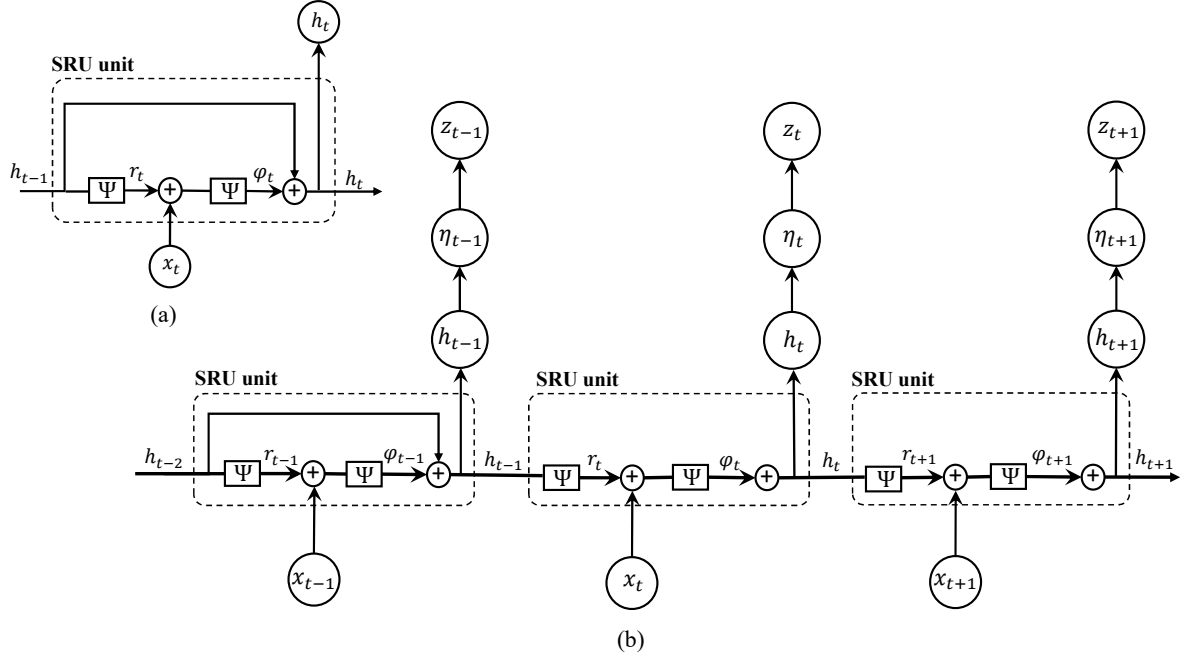 h_t
SRU unit
h_{t−1}
Ψ r_t + Ψ φ_t + h_t
x_t
(a)
z_{t−1} z_t z_{t+1}
η_{t−1} η_t η_{t+1}
h_{t−1} h_t h_{t+1}
SRU unit SRU unit SRU unit
h_{t−2} Ψ r_{t−1} + Ψ φ_{t−1} + h_{t−1} Ψ r_t + Ψ φ_t + h_t Ψ r_{t+1} + Ψ φ_{t+1} + h_{t+1}
x_{t−1} x_t x_{t+1}
(b)